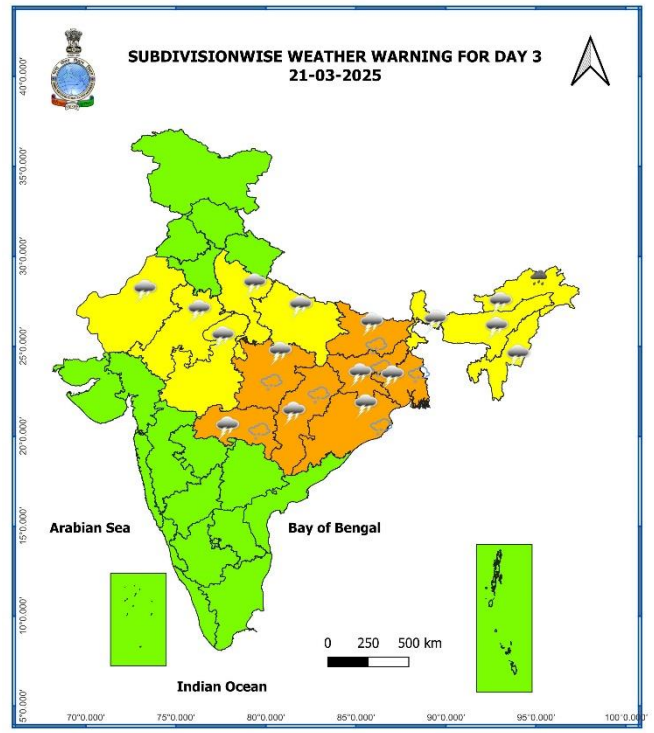 SUBDIVISIONWISE WEATHER WARNING FOR DAY 3
21-03-2025
40°0.000'
35°0.000'
30°0.000'
25°0.000'
20°0.000'
15°0.000'
10°0.000'
5°0.000'
Arabian Sea
Bay of Bengal
0 250 500 km
Indian Ocean
70°0.000' 75°0.000' 80°0.000' 85°0.000' 90°0.000' 95°0.000' 100°0.000'